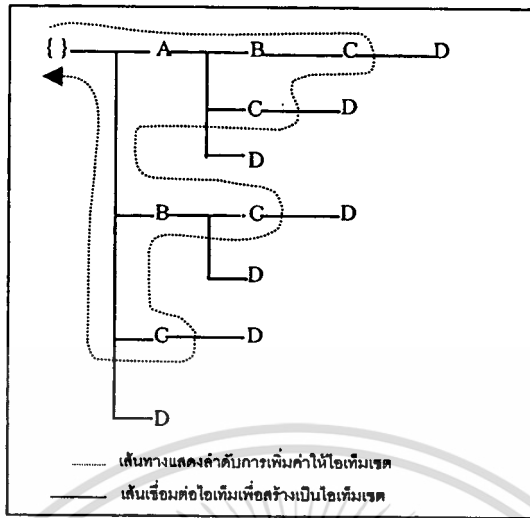 { } A B C D
C D
D
B C D
D
C D
D
เส้นทางแสดงลำดับการเพิ่มค่าให้ไอเท็มเซต
เส้นเชื่อมต่อไอเท็มเพื่อสร้างเป็นไอเท็มเซต